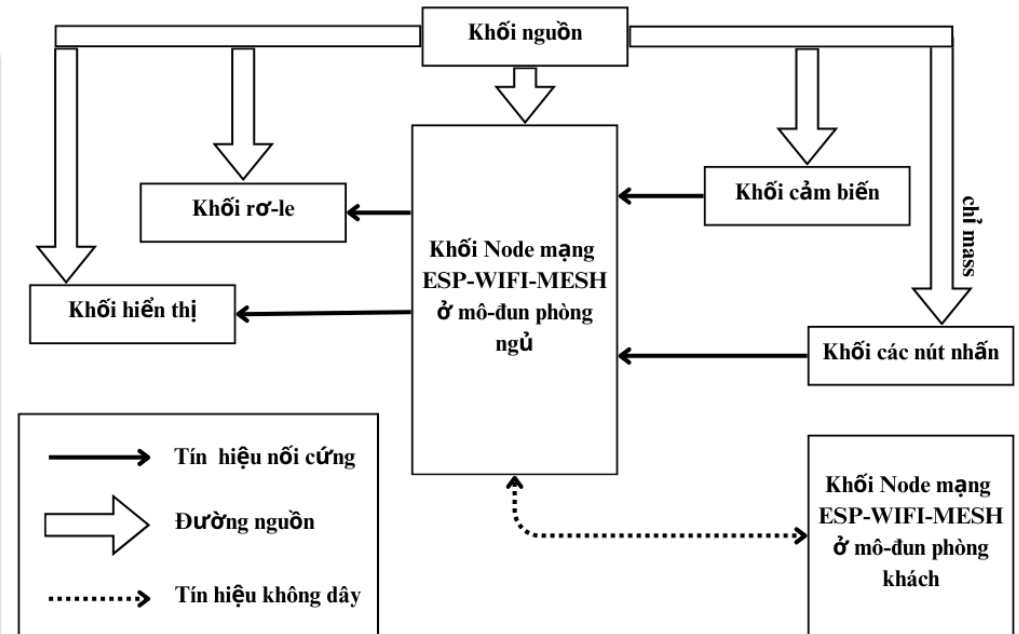 Khối nguồn
Khối rơ-le
Khối cảm biến
chỉ mass
Khối Node mạng
ESP-WIFI-MESH
ở mô-đun phòng
ngủ
Khối hiển thị
Khối các nút nhấn
Tín hiệu nối cứng
Đường nguồn
Tín hiệu không dây
Khối Node mạng
ESP-WIFI-MESH
ở mô-đun phòng
khách